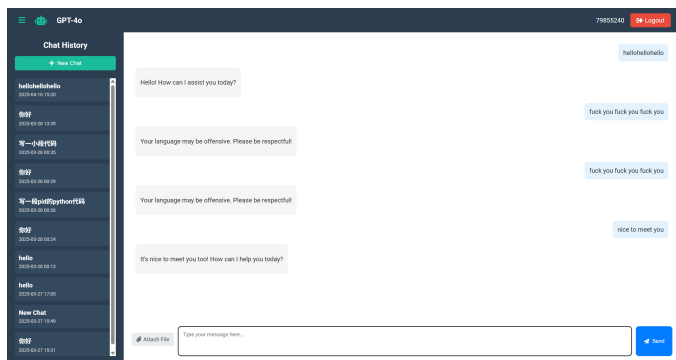 GPT-4o
79855240
Logout
Chat History
+ New Chat
hellohellohello
2025-04-16 15:20
你好
2025-03-28 13:39
写一小段代码
2025-03-28 00:35
你好
2025-03-28 00:29
写一段pid的python代码
2025-03-28 00:26
你好
2025-03-28 00:24
hello
2025-03-28 00:13
hello
2025-03-27 17:05
New Chat
2025-03-27 15:49
你好
2025-03-27 15:31
hellohellohello
Hello! How can I assist you today?
fuck you fuck you fuck you
Your language may be offensive. Please be respectful!
fuck you fuck you fuck you
Your language may be offensive. Please be respectful!
nice to meet you
It's nice to meet you too! How can I help you today?
Attach File
Type your message here...
Send